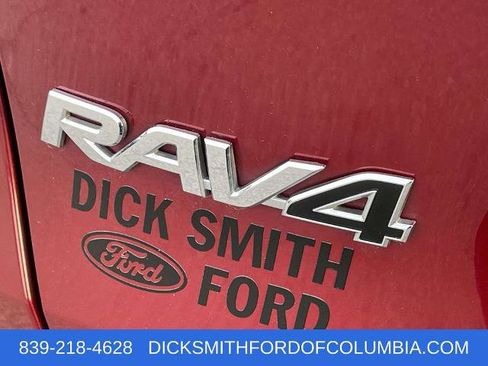 RAV4
DICK SMITH
Ford FORD
839-218-4628 DICKSMITHFORDOFCOLUMBIA.COM